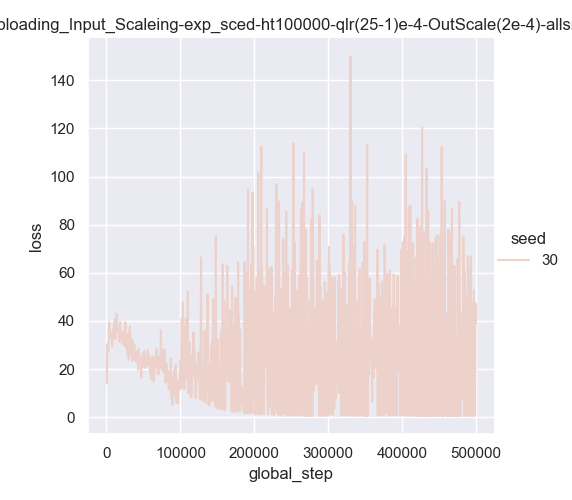 Uploading_Input_Scaleing-exp_sced-ht100000-qlr(25-1)e-4-OutScale(2e-4)-alls
loss
140
120
100
80
60
40
20
0
0 100000 200000 300000 400000 500000
global_step
seed
30